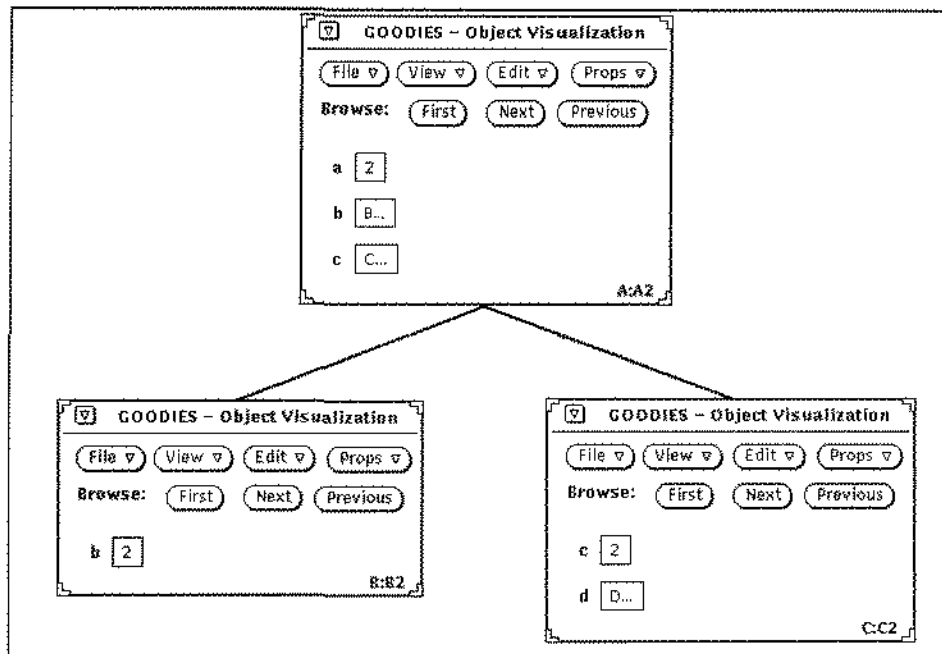 GOODIES – Object Visualization
File View Edit Props
Browse: First Next Previous
a 2
b B...
c C...
A:A2
GOODIES – Object Visualization
File View Edit Props
Browse: First Next Previous
b 2
B:B2
GOODIES – Object Visualization
File View Edit Props
Browse: First Next Previous
c 2
d D...
C:C2